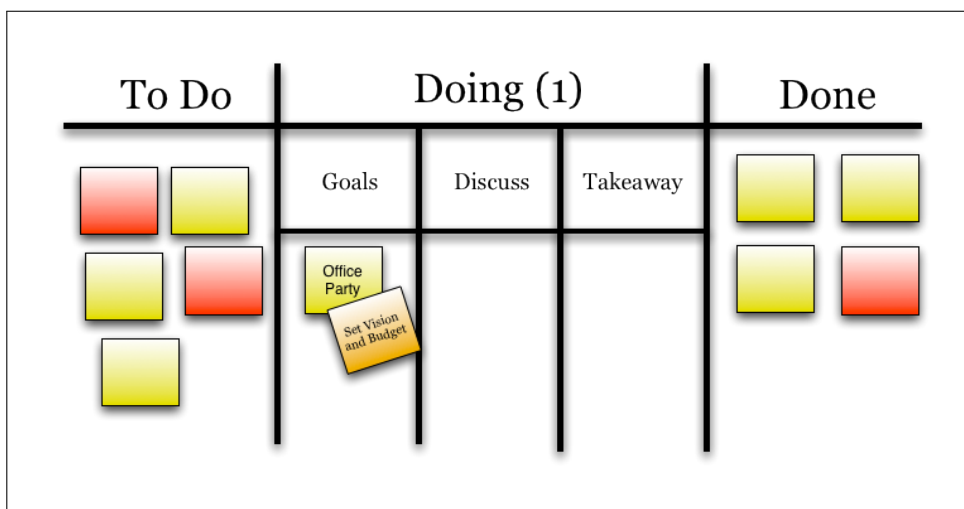 To Do
Doing (1)
Done
Goals
Discuss
Takeaway
Office
Party
Set Vision
and Budget